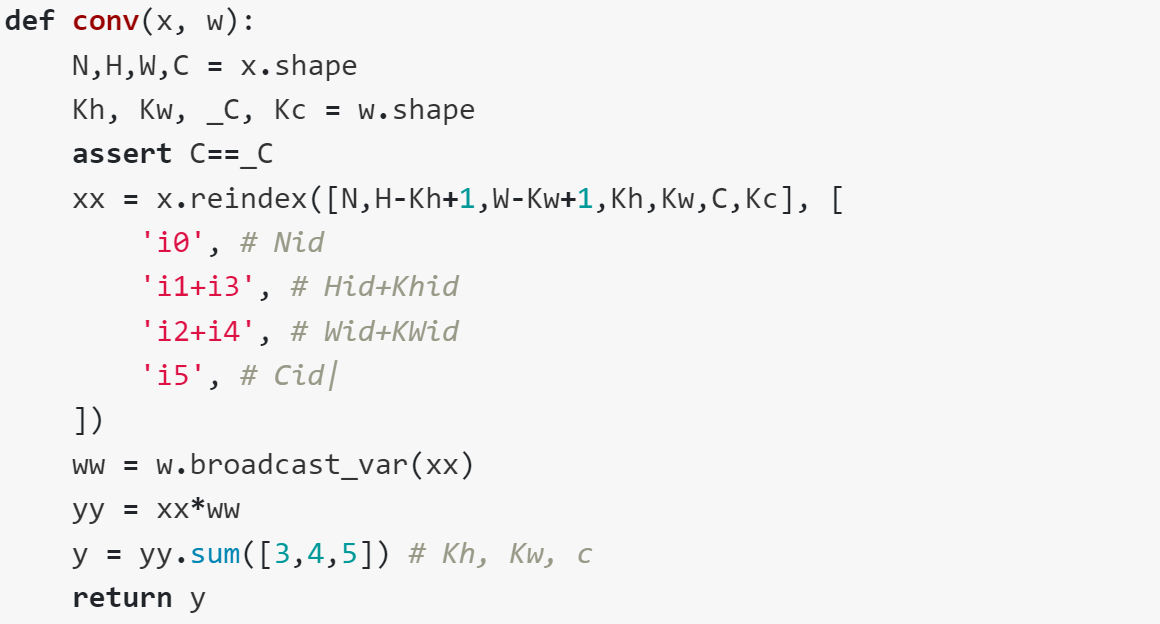 def conv(x, w):
    N,H,W,C = x.shape
    Kh, Kw, _C, Kc = w.shape
    assert C==_C
    xx = x.reindex([N,H-Kh+1,W-Kw+1,Kh,Kw,C,Kc], [
        'i0', # Nid
        'i1+i3', # Hid+Khid
        'i2+i4', # Wid+KWid
        'i5', # Cid|
    ])
    ww = w.broadcast_var(xx)
    yy = xx*ww
    y = yy.sum([3,4,5]) # Kh, Kw, c
    return y